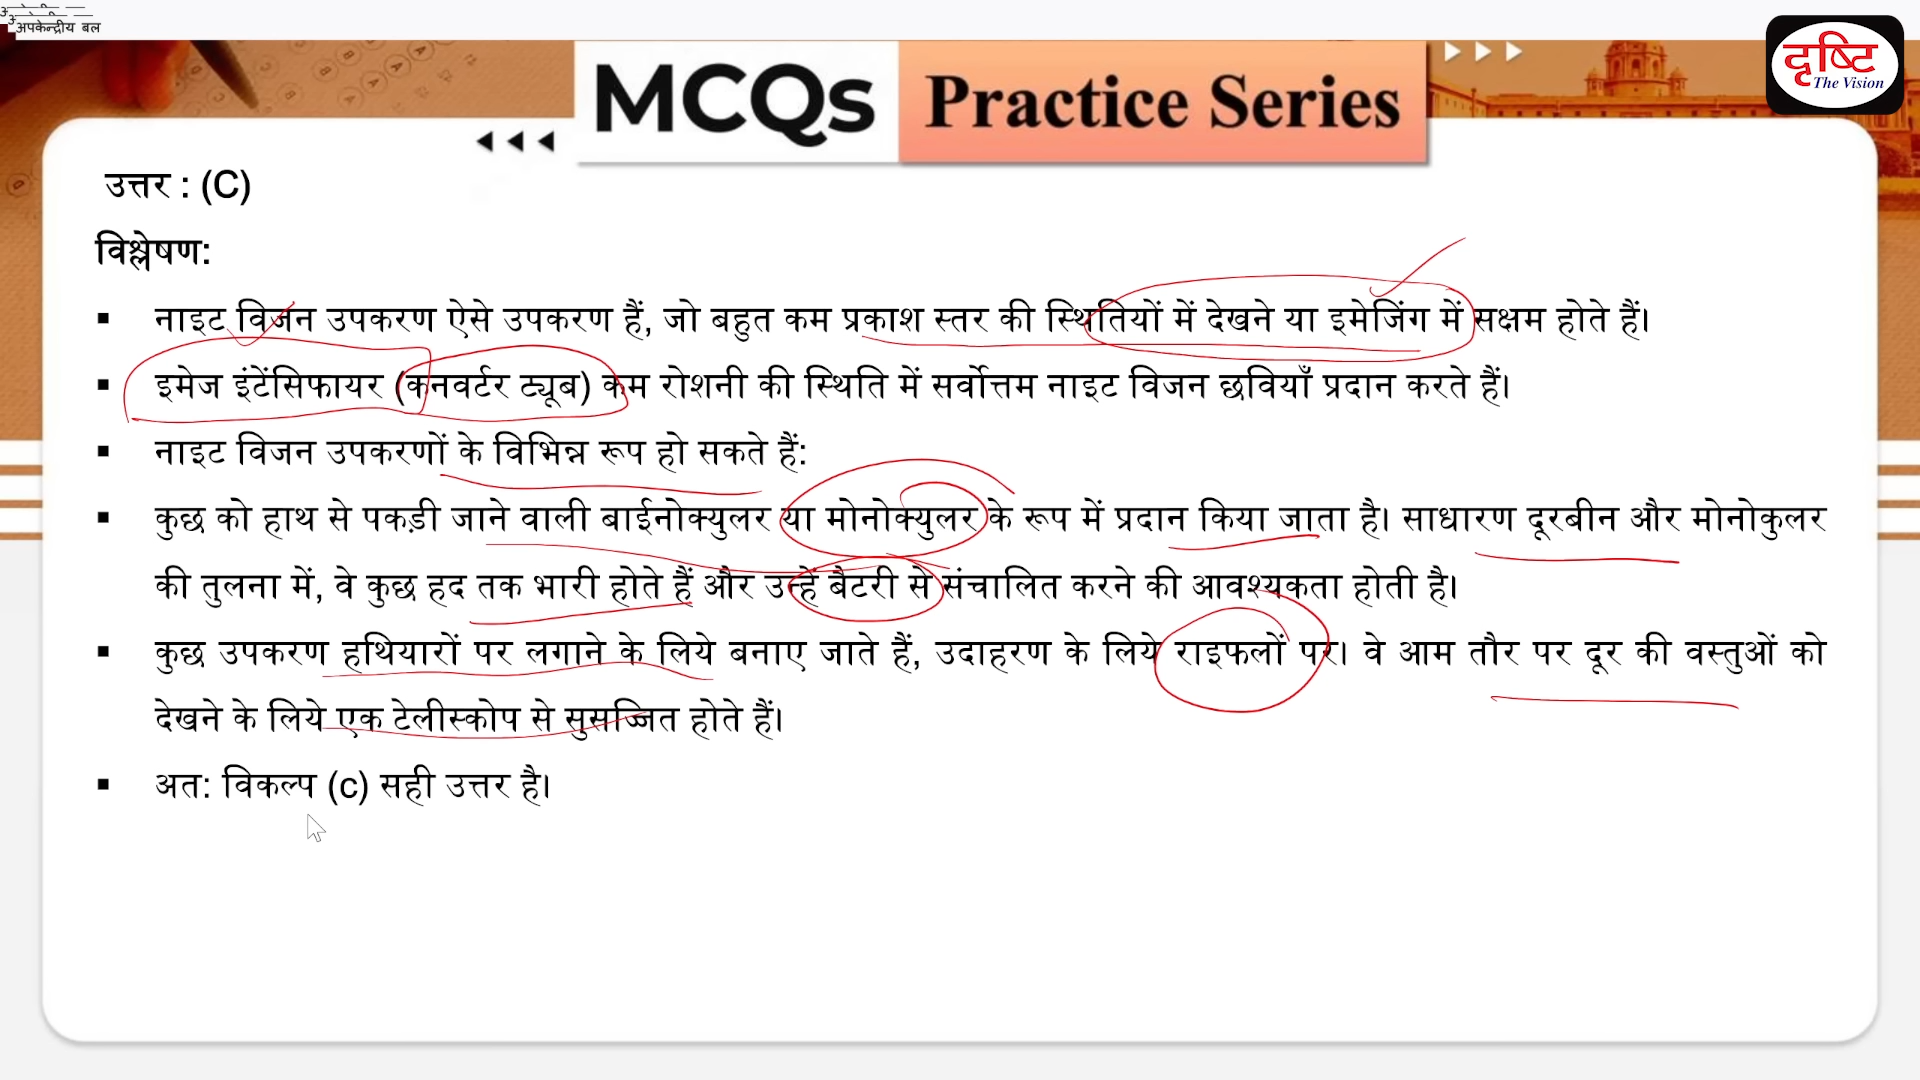 अपकेन्द्रीय बल
MCQs Practice Series
दृष्टि
The Vision
उत्तर : (C)
विश्लेषण:
▪ नाइट विजन उपकरण ऐसे उपकरण हैं, जो बहुत कम प्रकाश स्तर की स्थितियों में देखने या इमेजिंग में सक्षम होते हैं।
▪ इमेज इंटेंसिफायर (कनवर्टर ट्यूब) कम रोशनी की स्थिति में सर्वोत्तम नाइट विजन छवियाँ प्रदान करते हैं।
▪ नाइट विजन उपकरणों के विभिन्न रूप हो सकते हैं:
▪ कुछ को हाथ से पकड़ी जाने वाली बाईनोक्युलर या मोनोक्युलर के रूप में प्रदान किया जाता है। साधारण दूरबीन और मोनोकुलर
की तुलना में, वे कुछ हद तक भारी होते हैं और उन्हें बैटरी से संचालित करने की आवश्यकता होती है।
▪ कुछ उपकरण हथियारों पर लगाने के लिये बनाए जाते हैं, उदाहरण के लिये राइफलों पर। वे आम तौर पर दूर की वस्तुओं को
देखने के लिये एक टेलीस्कोप से सुसज्जित होते हैं।
▪ अत: विकल्प (c) सही उत्तर है।